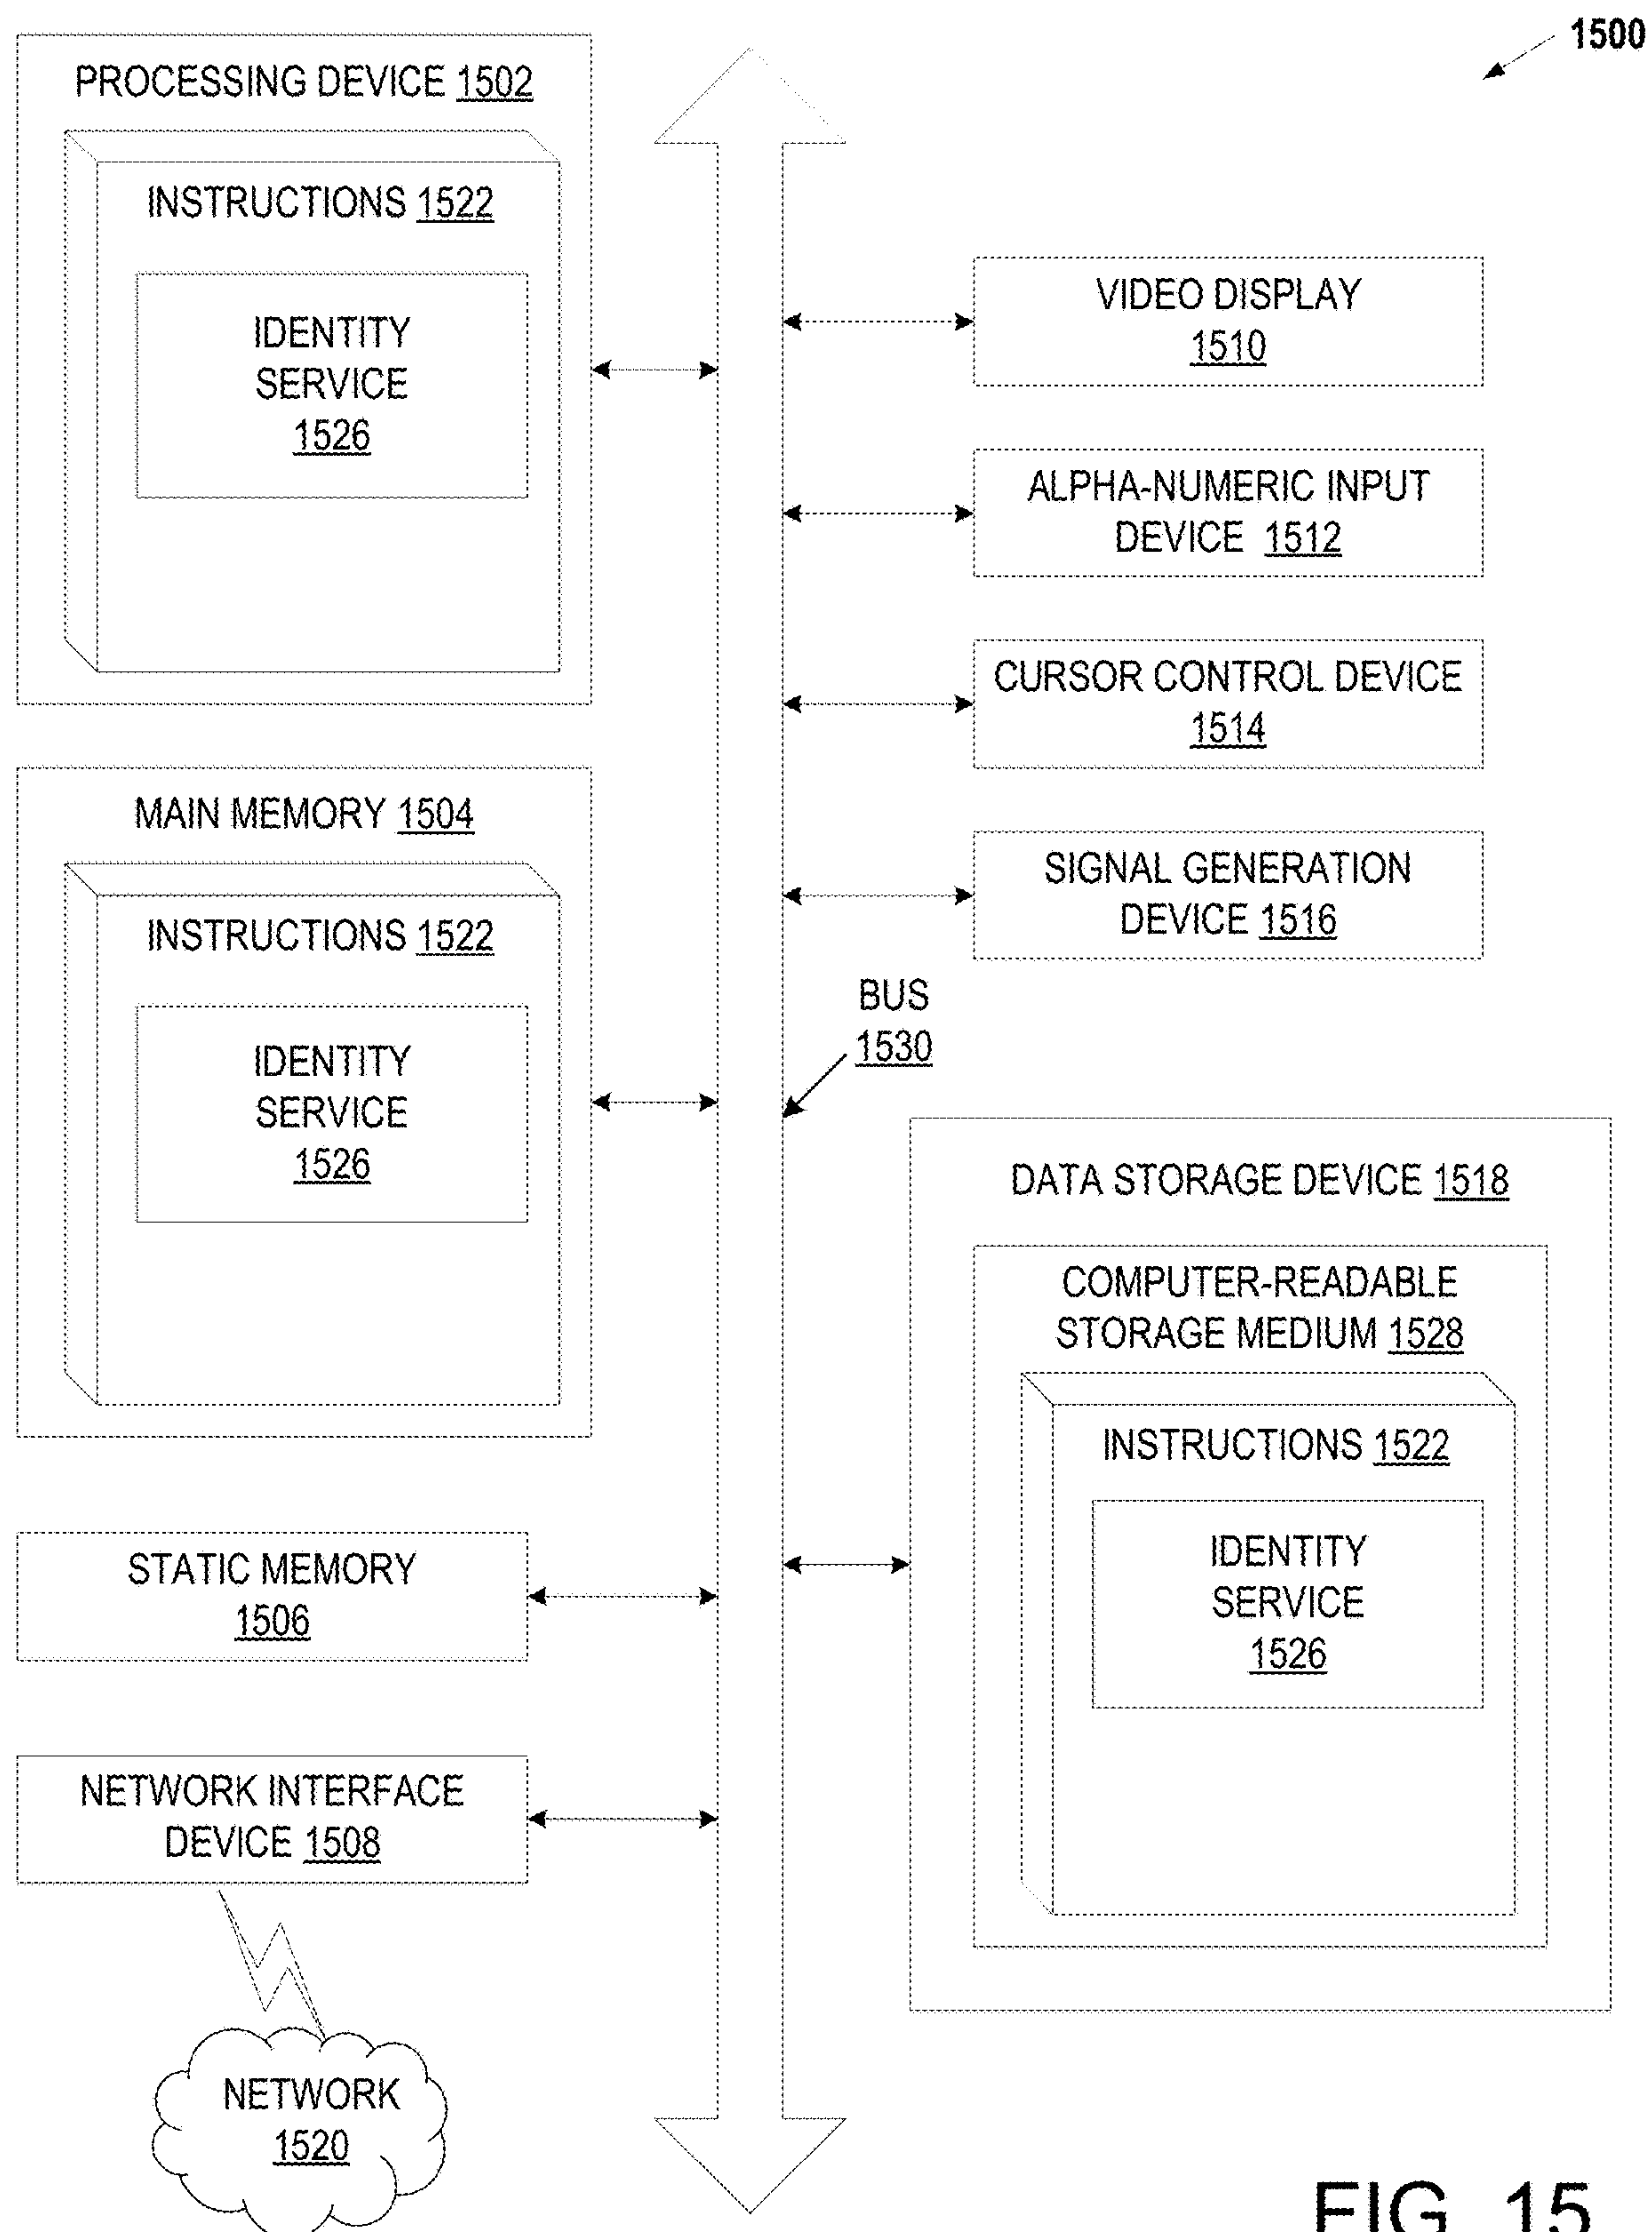 1500
PROCESSING DEVICE 1502
INSTRUCTIONS 1522
IDENTITY
SERVICE
1526
VIDEO DISPLAY
1510
ALPHA-NUMERIC INPUT
DEVICE 1512
CURSOR CONTROL DEVICE
1514
MAIN MEMORY 1504
INSTRUCTIONS 1522
IDENTITY
SERVICE
1526
SIGNAL GENERATION
DEVICE 1516
BUS
1530
DATA STORAGE DEVICE 1518
COMPUTER-READABLE
STORAGE MEDIUM 1528
INSTRUCTIONS 1522
IDENTITY
SERVICE
1526
STATIC MEMORY
1506
NETWORK INTERFACE
DEVICE 1508
NETWORK
1520
FIG. 15